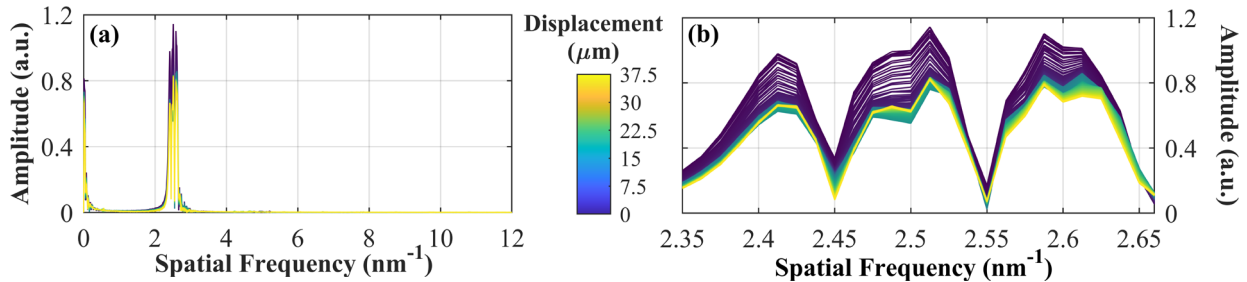 (a)
Amplitude (a.u.)
1.2
0.8
0.4
0
0 2 4 6 8 10 12
Spatial Frequency (nm⁻¹)
Displacement
(μm)
37.5
30
22.5
15
7.5
0
(b)
1.2
0.8
0.4
0
Amplitude (a.u.)
2.35 2.4 2.45 2.5 2.55 2.6 2.65
Spatial Frequency (nm⁻¹)